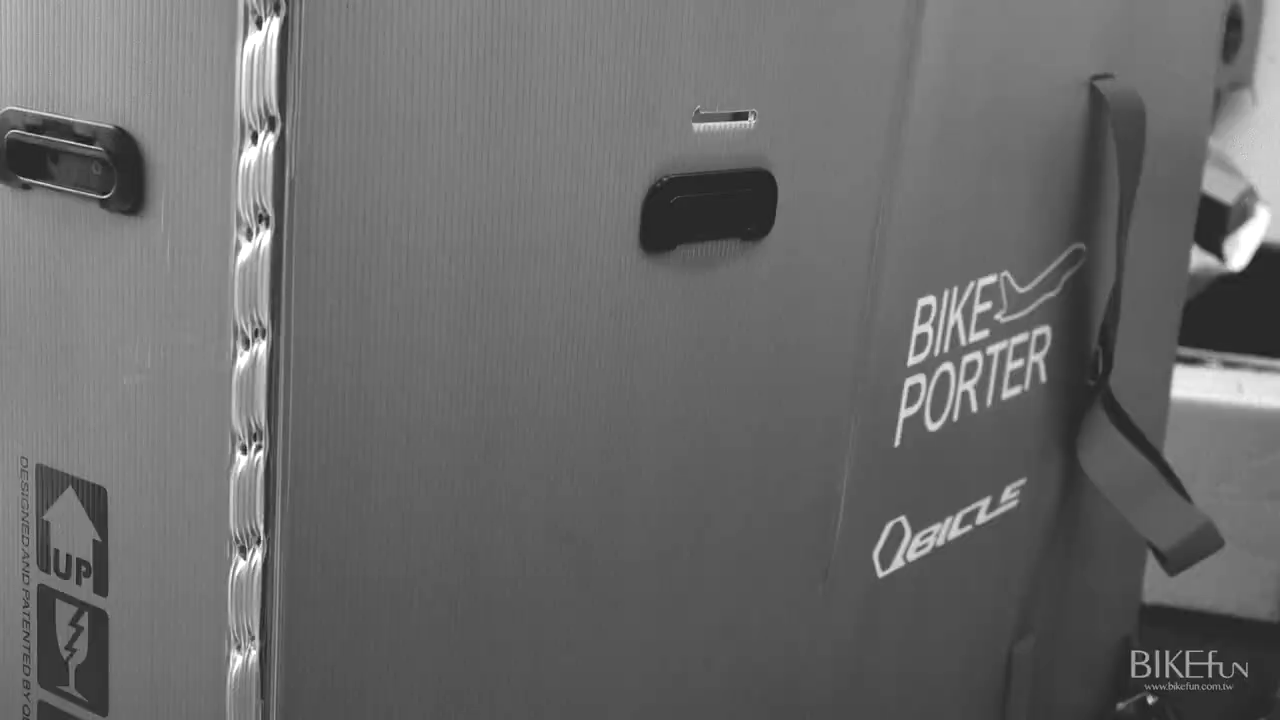 BIKE
PORTER
QBICLE
UP
DESIGNED AND PATENTED BY
BIKEfun
www.bikefun.com.tw